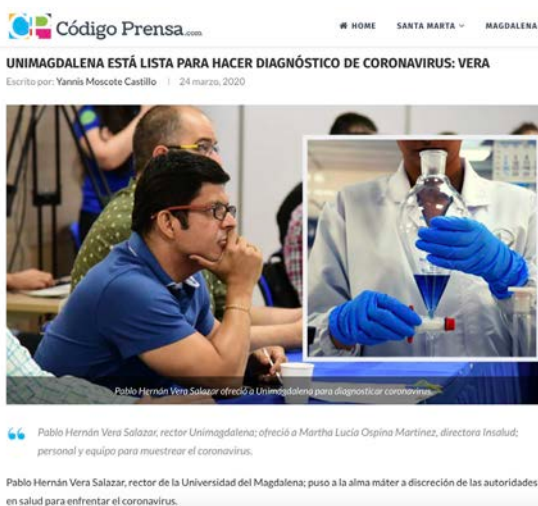 Código Prensa.com
HOME SANTA MARTA MAGDALENA
UNIMAGDALENA ESTÁ LISTA PARA HACER DIAGNÓSTICO DE CORONAVIRUS: VERA
Escrito por: Yannis Moscote Castillo | 24 marzo, 2020
Pablo Hernán Vera Salazar ofreció a Unimagdalena para diagnosticar coronavirus.
Pablo Hernán Vera Salazar, rector Unimagdalena; ofreció a Martha Lucía Ospina Martínez, directora Insalud;
personal y equipo para muestrear el coronavirus.
Pablo Hernán Vera Salazar, rector de la Universidad del Magdalena; puso a la alma máter a discreción de las autoridades
en salud para enfrentar el coronavirus.